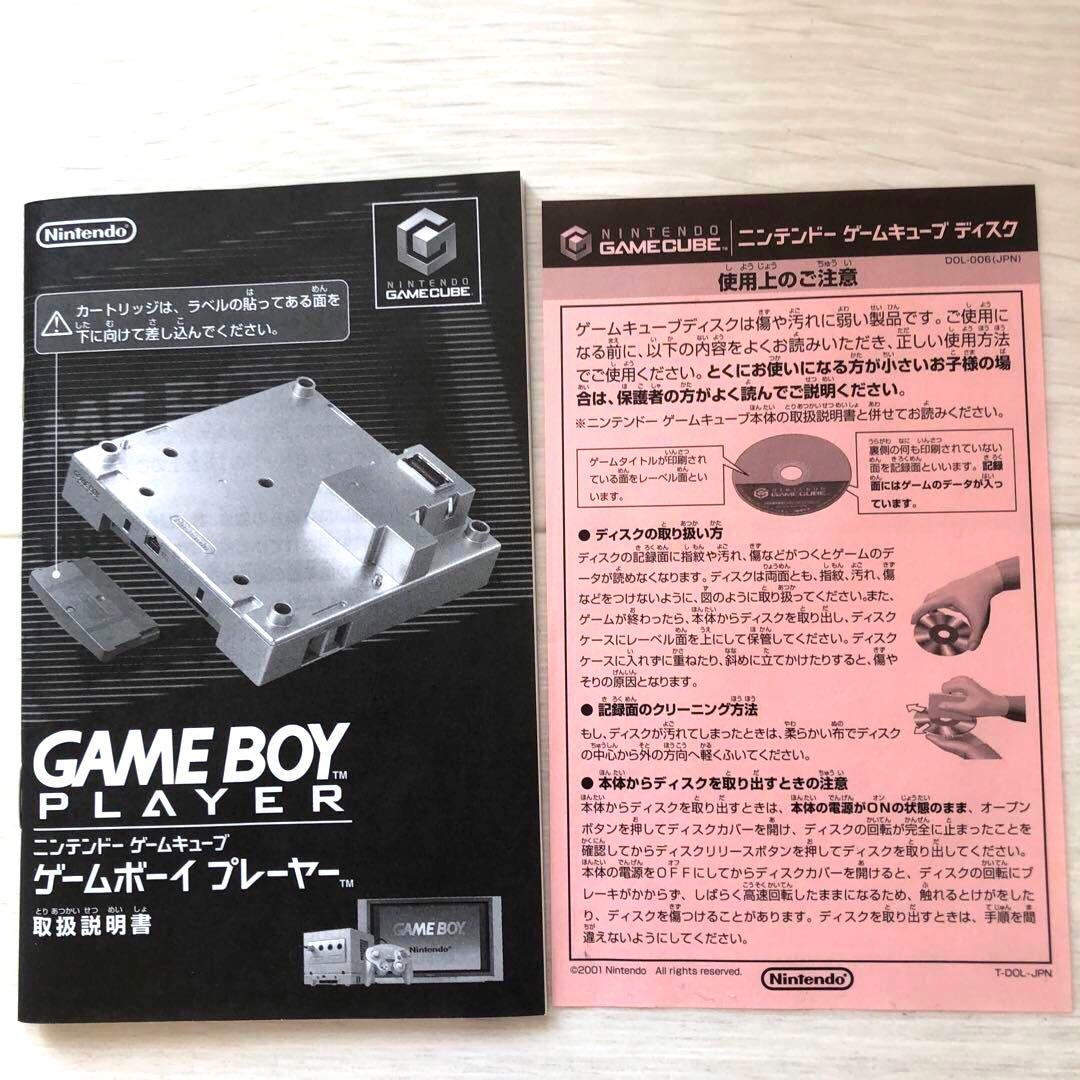 Nintendo
NINTENDO
GAMECUBE™
カートリッジは、ラベルの貼ってある面を
下に向けて差し込んでください。
Nintendo
GAME BOY™
PLAYER
ニンテンドー ゲームキューブ
ゲームボーイ プレーヤー™
取扱説明書
GAME BOY
Nintendo
NINTENDO
GAMECUBE™
ニンテンドー ゲームキューブ ディスク
DOL-006(JPN)
使用上のご注意
ゲームキューブディスクは傷や汚れに弱い製品です。ご使用に
なる前に、以下の内容をよくお読みいただき、正しい使用方法
でご使用ください。とくにお使いになる方が小さいお子様の場
合は、保護者の方がよく読んでご説明ください。
※ニンテンドー ゲームキューブ本体の取扱説明書と併せてお読みください。
ゲームタイトルが印刷され
ている面をレーベル面とい
います。
NINTENDO
GAMECUBE
裏側の何も印刷されていない
面を記録面といいます。記録
面にはゲームのデータが入っ
ています。
● ディスクの取り扱い方
ディスクの記録面に指紋や汚れ、傷などがつくとゲームのデ
ータが読めなくなります。ディスクは両面とも、指紋、汚れ、傷
などをつけないように、図のように取り扱ってください。また、
ゲームが終わったら、本体からディスクを取り出し、ディスク
ケースにレーベル面を上にして保管してください。ディスク
ケースに入れずに重ねたり、斜めに立てかけたりすると、傷や
そりの原因となります。
● 記録面のクリーニング方法
もし、ディスクが汚れてしまったときは、柔らかい布でディスク
の中心から外の方向へ軽くふいてください。
● 本体からディスクを取り出すときの注意
本体からディスクを取り出すときは、本体の電源がONの状態のまま、オープン
ボタンを押してディスクカバーを開け、ディスクの回転が完全に止まったことを
確認してからディスクリリースボタンを押してディスクを取り出してください。
本体の電源をOFFにしてからディスクカバーを開けると、ディスクの回転にブ
レーキがかからず、しばらく高速回転したままになるため、触れるとけがをした
り、ディスクを傷つけることがあります。ディスクを取り出すときは、手順を間
違えないようにしてください。
©2001 Nintendo All rights reserved.
Nintendo
T-DOL-JPN